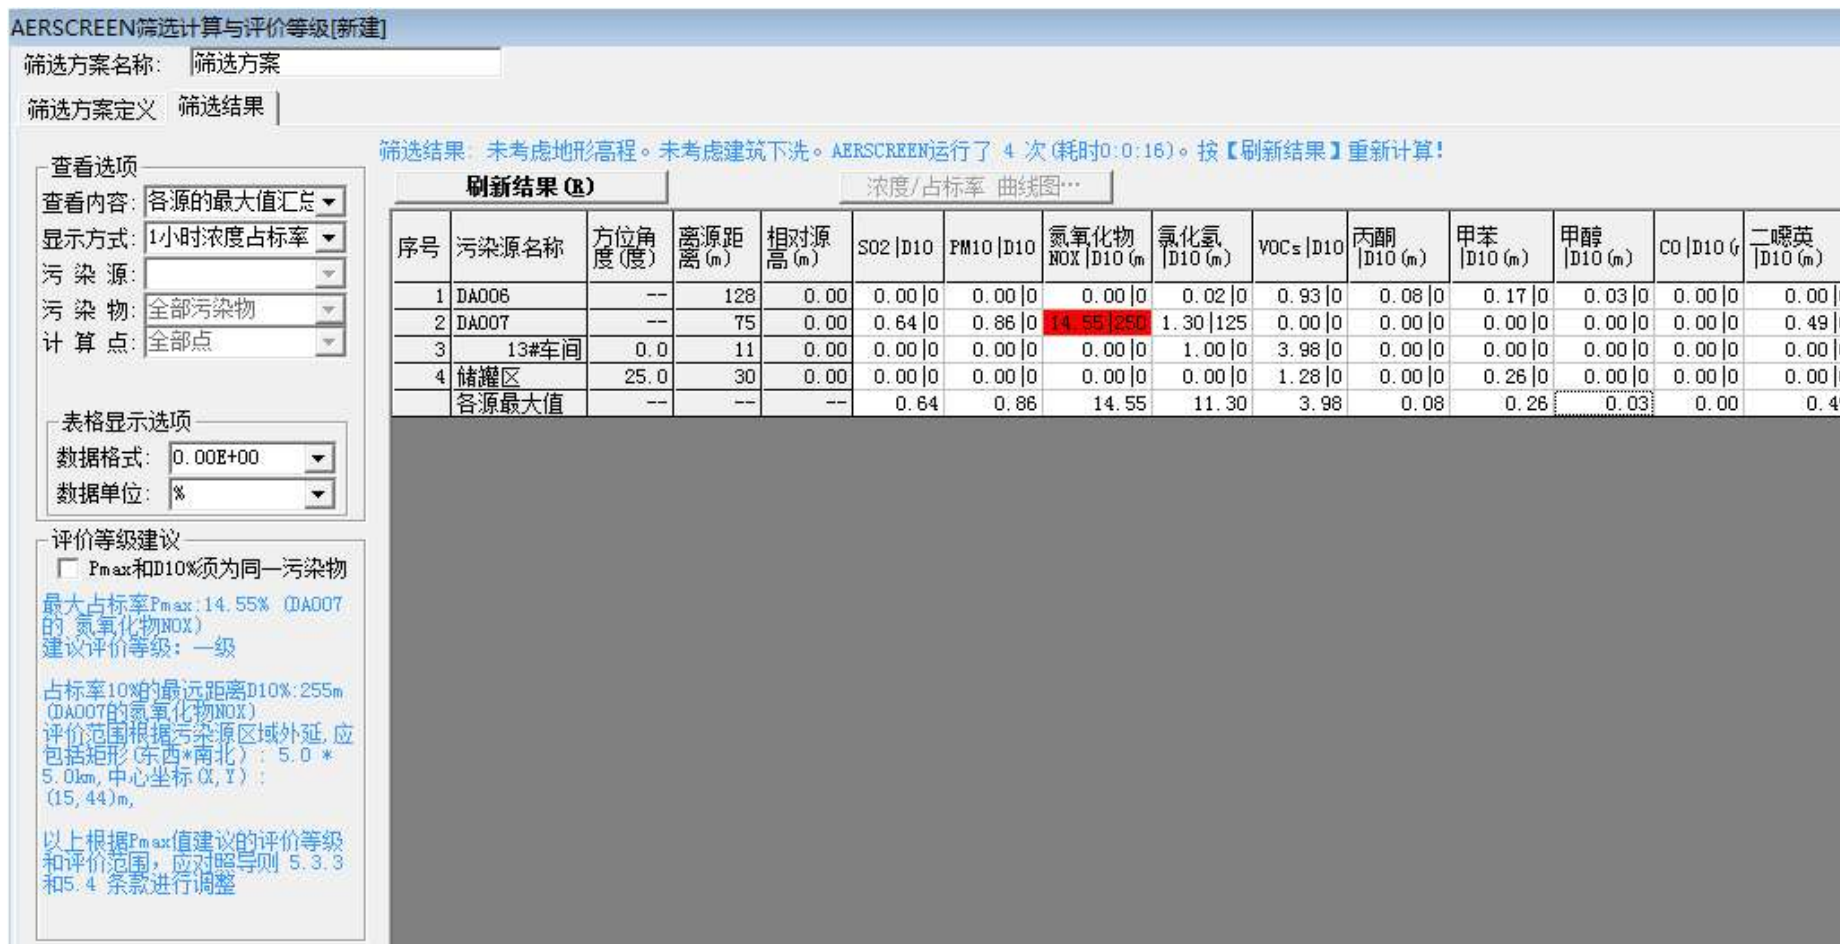 AERSCREEN筛选计算与评价等级[新建]
筛选方案名称: 筛选方案
筛选方案定义 筛选结果
筛选结果: 未考虑地形高程。未考虑建筑下洗。AERSCREEN运行了 4 次(耗时0:0:16)。按【刷新结果】重新计算!
刷新结果(R) 浓度/占标率 曲线图…
查看选项
查看内容: 各源的最大值汇总
显示方式: 1小时浓度占标率
污 染 源:
污 染 物: 全部污染物
计 算 点: 全部点
表格显示选项
数据格式: 0.00E+00
数据单位: %
评价等级建议
Pmax和D10%须为同一污染物
最大占标率Pmax:14.55% (DA007
的 氮氧化物NOX)
建议评价等级: 一级
占标率10%的最远距离D10%:255m
(DA007的氮氧化物NOX)
评价范围根据污染源区域外延,应
包括矩形(东西*南北): 5.0 *
5.0km,中心坐标(X,Y):
(15,44)m,
以上根据Pmax值建议的评价等级
和评价范围,应对照导则 5.3.3
和5.4 条款进行调整
序号 污染源名称 方位角度(度) 离源距离(m) 相对源高(m) SO2|D10 PM10|D10 氮氧化物NOX|D10(m 氯化氢|D10(m) VOCs|D10 丙酮|D10(m) 甲苯|D10(m) 甲醇|D10(m) CO|D10( 二噁英|D10(m)
1 DA006 -- 128 0.00 0.00|0 0.00|0 0.00|0 0.02|0 0.93|0 0.08|0 0.17|0 0.03|0 0.00|0 0.00|
2 DA007 -- 75 0.00 0.64|0 0.86|0 14.55|250 1.30|125 0.00|0 0.00|0 0.00|0 0.00|0 0.00|0 0.49|
3 13#车间 0.0 11 0.00 0.00|0 0.00|0 0.00|0 1.00|0 3.98|0 0.00|0 0.00|0 0.00|0 0.00|0 0.00|
4 储罐区 25.0 30 0.00 0.00|0 0.00|0 0.00|0 0.00|0 1.28|0 0.00|0 0.26|0 0.00|0 0.00|0 0.00|
各源最大值 -- -- -- 0.64 0.86 14.55 11.30 3.98 0.08 0.26 0.03 0.00 0.4